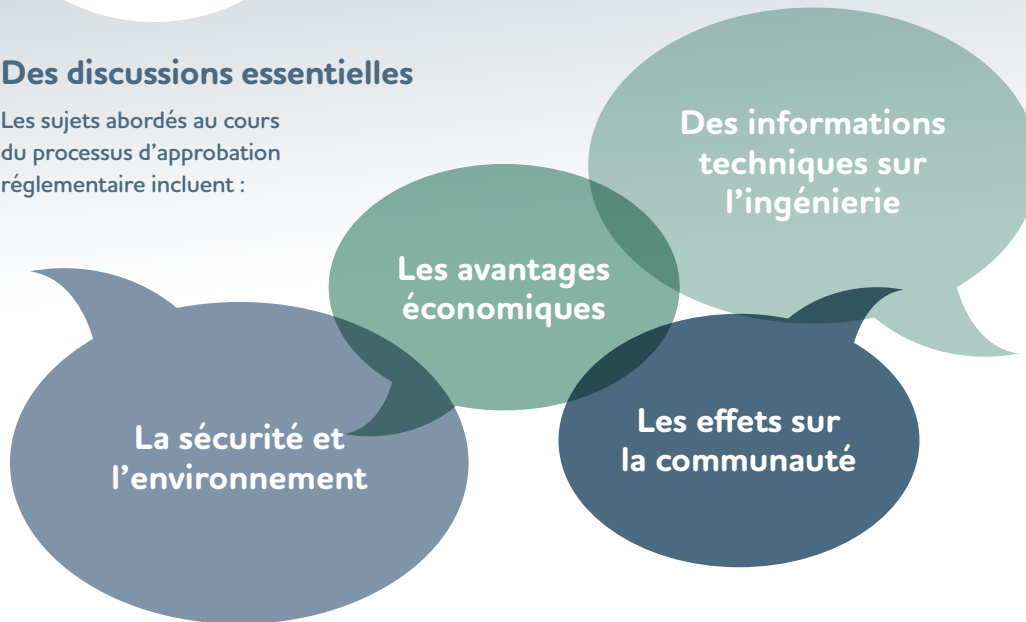 Des discussions essentielles
Les sujets abordés au cours
du processus d’approbation
réglementaire incluent :
Des informations
techniques sur
l’ingénierie
Les avantages
économiques
La sécurité et
l’environnement
Les effets sur
la communauté